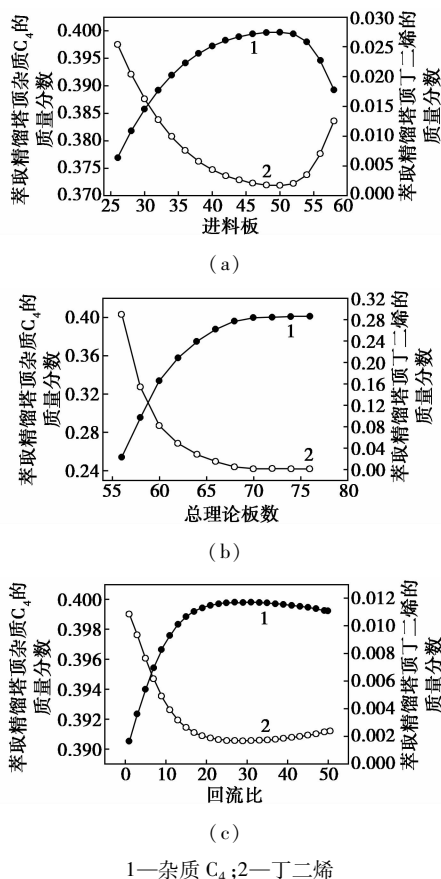 萃取精馏塔顶杂质C₄的
质量分数
0.400
0.395
0.390
0.385
0.380
0.375
0.370
1
2
0.030
0.025
0.020
0.015
0.010
0.005
0.000
萃取精馏塔顶丁二烯的
质量分数
25 30 35 40 45 50 55 60
进料板
(a)
萃取精馏塔顶杂质C₄的
质量分数
0.40
0.36
0.32
0.28
0.24
1
2
0.32
0.28
0.24
0.20
0.16
0.12
0.08
0.04
0.00
萃取精馏塔顶丁二烯的
质量分数
55 60 65 70 75 80
总理论板数
(b)
萃取精馏塔顶杂质C₄的
质量分数
0.400
0.398
0.396
0.394
0.392
0.390
1
2
0.012
0.010
0.008
0.006
0.004
0.002
0.000
萃取精馏塔顶丁二烯的
质量分数
0 10 20 30 40 50
回流比
(c)
1—杂质 C₄;2—丁二烯